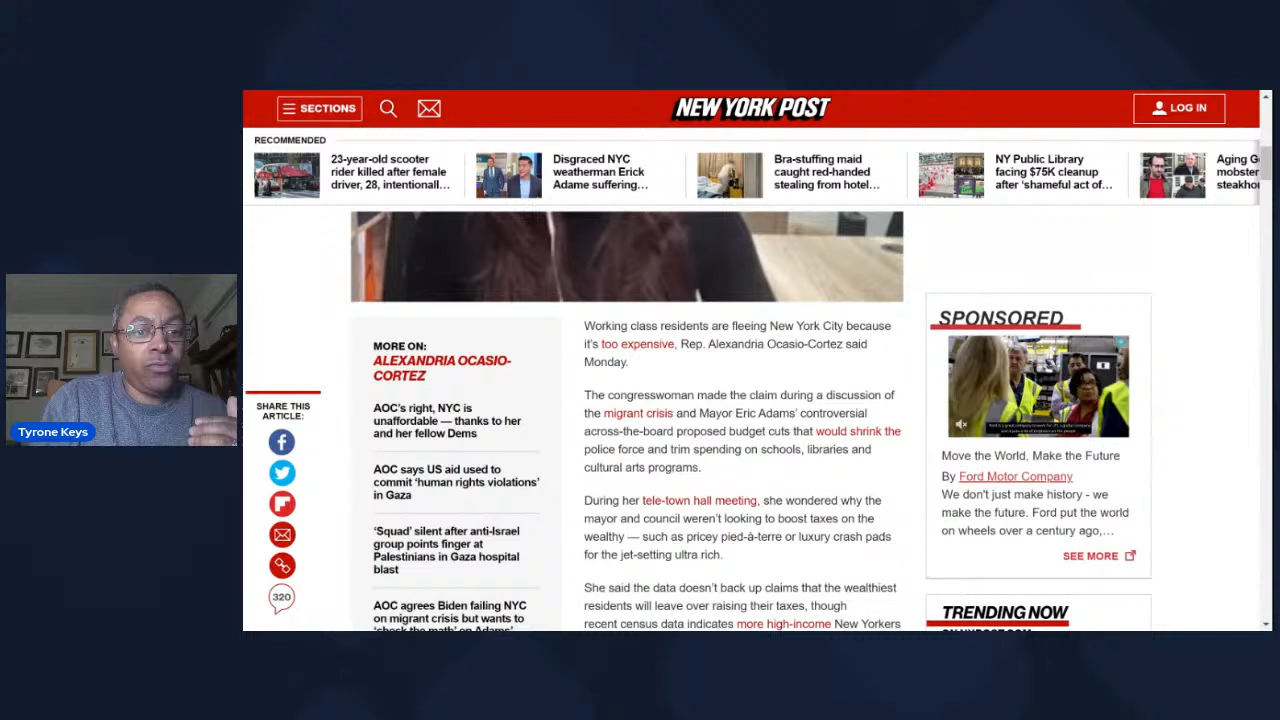 SECTIONS
NEW YORK POST
LOG IN
RECOMMENDED
23-year-old scooter
rider killed after female
driver, 28, intentionall...
Disgraced NYC
weatherman Erick
Adame suffering...
Bra-stuffing maid
caught red-handed
stealing from hotel...
NY Public Library
facing $75K cleanup
after ‘shameful act of...
Aging G
mobster
steakho
Tyrone Keys
SHARE THIS
ARTICLE:
320
MORE ON:
ALEXANDRIA OCASIO-
CORTEZ
AOC’s right, NYC is
unaffordable — thanks to her
and her fellow Dems
AOC says US aid used to
commit ‘human rights violations’
in Gaza
‘Squad’ silent after anti-Israel
group points finger at
Palestinians in Gaza hospital
blast
AOC agrees Biden failing NYC
on migrant crisis but wants to
‘check the math’ on Adams’
Working class residents are fleeing New York City because
it’s too expensive, Rep. Alexandria Ocasio-Cortez said
Monday.
The congresswoman made the claim during a discussion of
the migrant crisis and Mayor Eric Adams’ controversial
across-the-board proposed budget cuts that would shrink the
police force and trim spending on schools, libraries and
cultural arts programs.
During her tele-town hall meeting, she wondered why the
mayor and council weren’t looking to boost taxes on the
wealthy — such as pricey pied-à-terre or luxury crash pads
for the jet-setting ultra rich.
She said the data doesn’t back up claims that the wealthiest
residents will leave over raising their taxes, though
recent census data indicates more high-income New Yorkers
SPONSORED
Move the World, Make the Future
By Ford Motor Company
We don't just make history - we
make the future. Ford put the world
on wheels over a century ago,...
SEE MORE
TRENDING NOW
ON NYPOST.COM